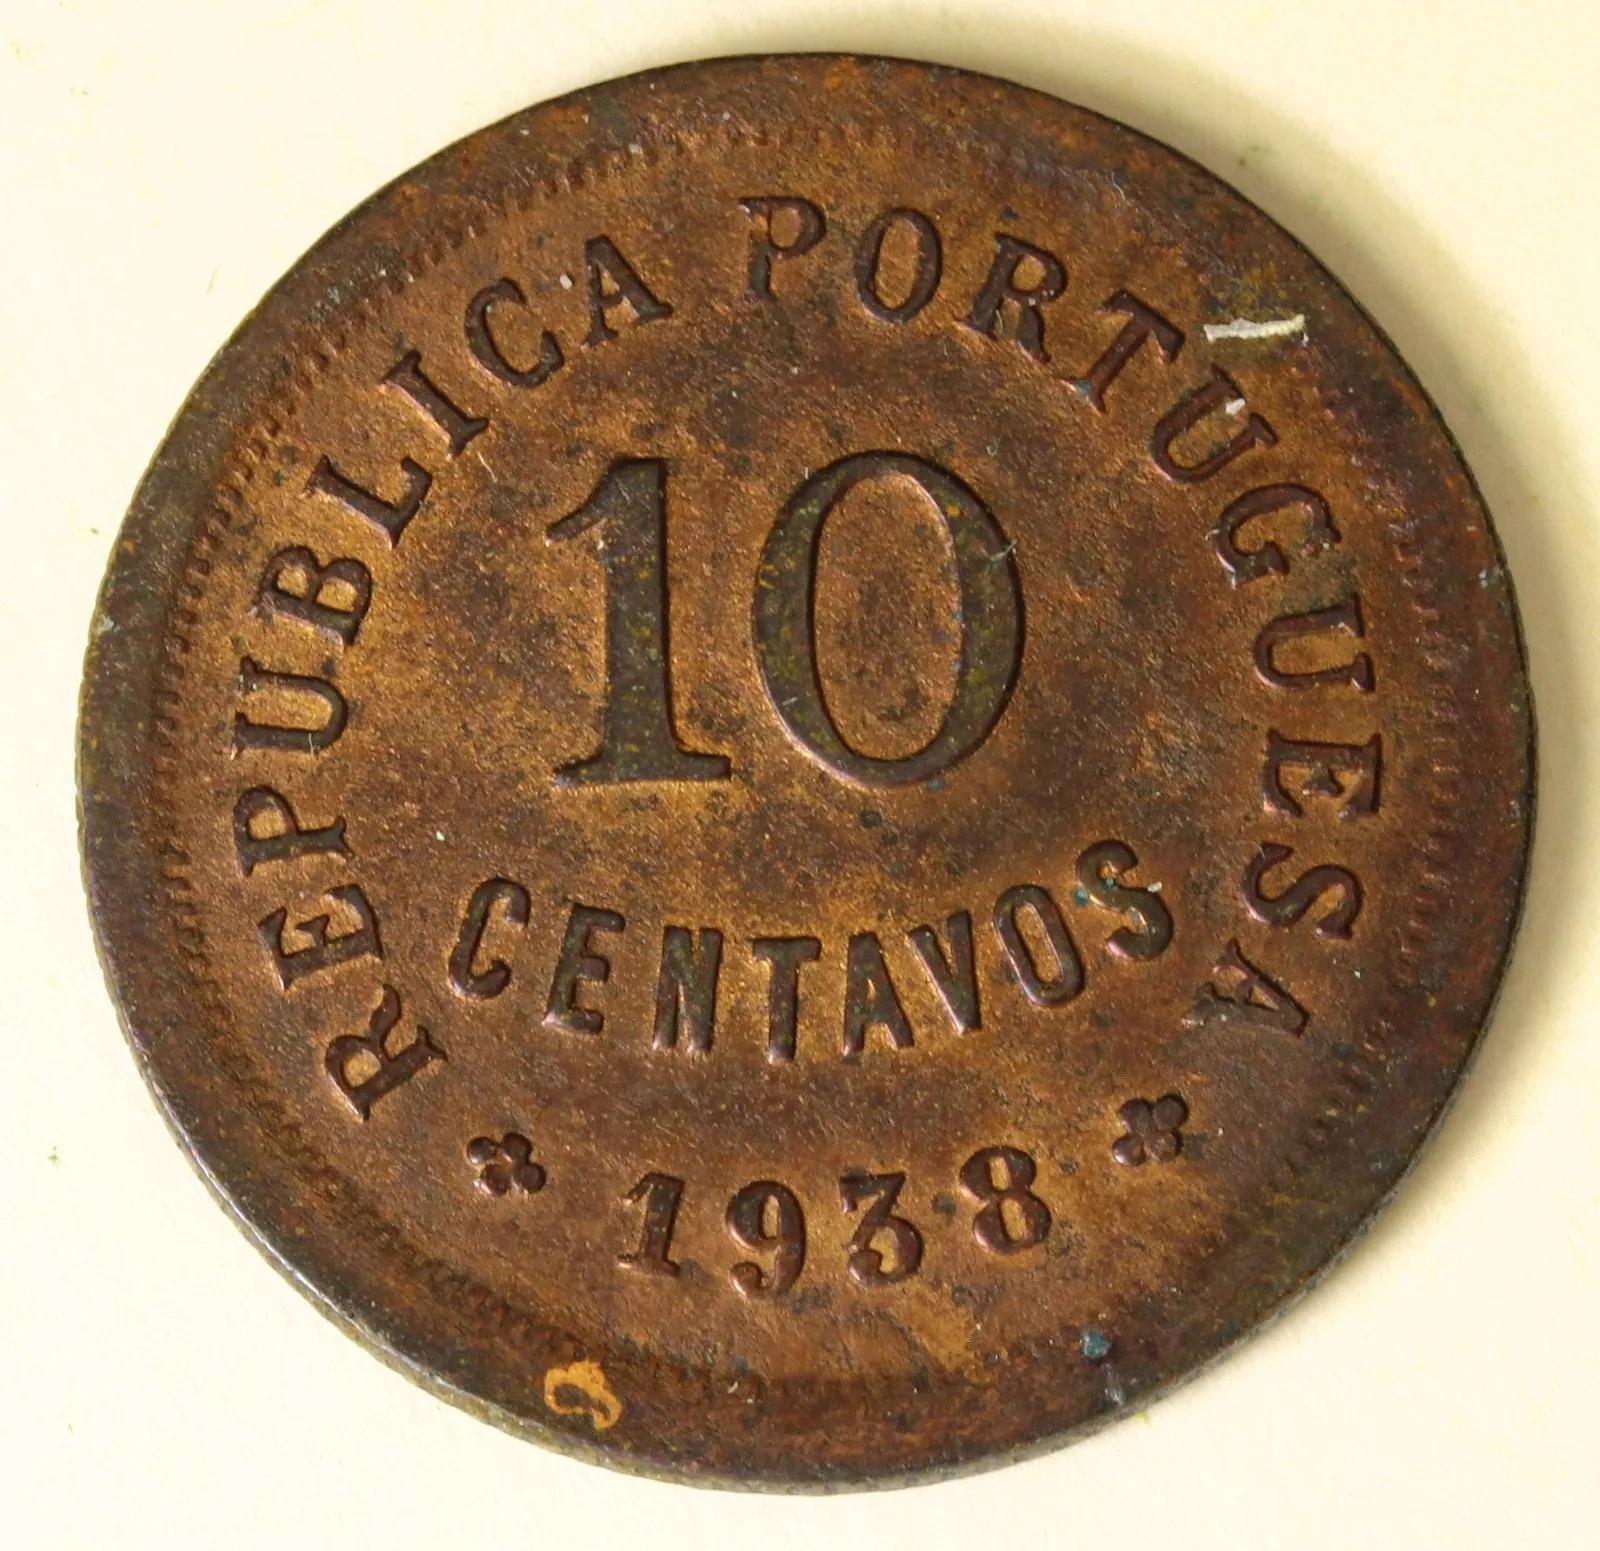 REPUBLICA PORTUGUESA
10
CENTAVOS
1938